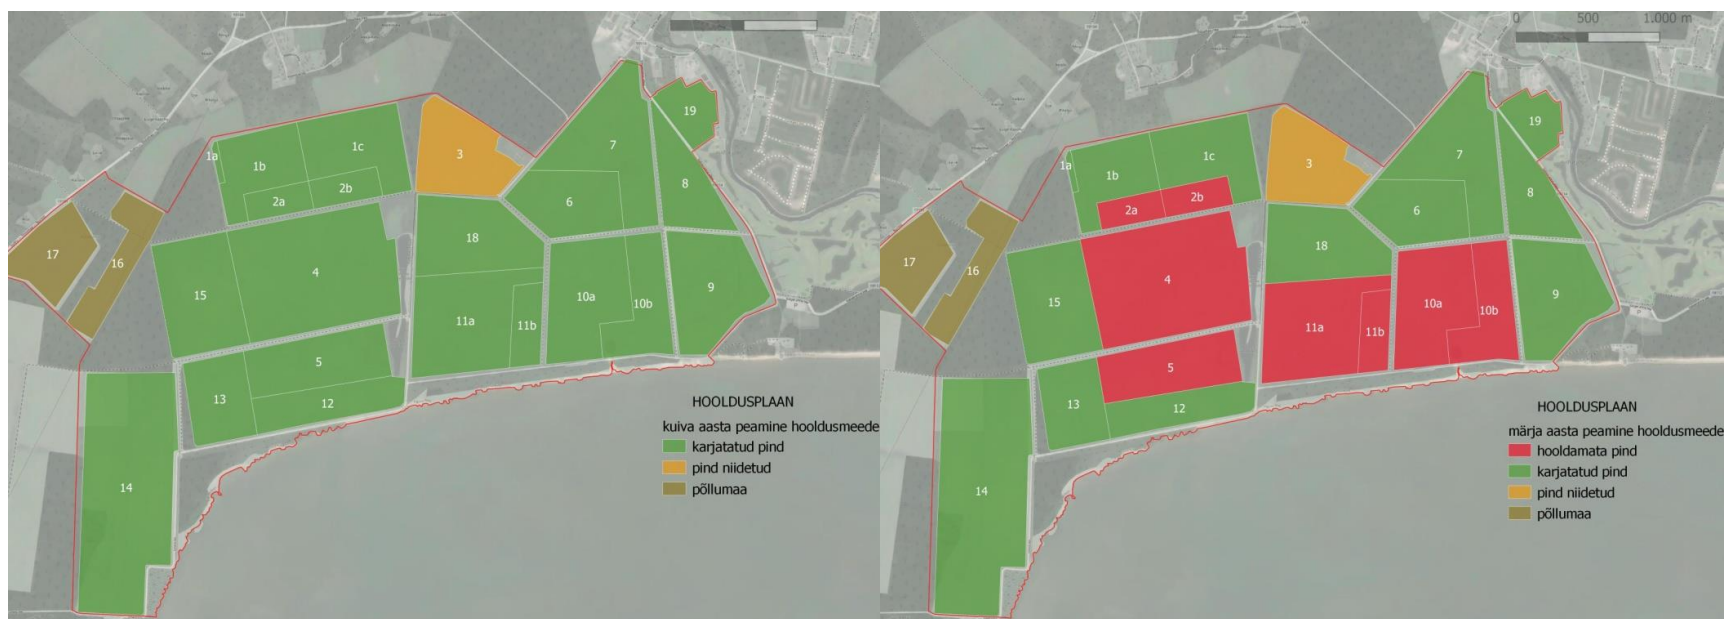 0 500 1.000 m
19
7
3
1c
1a
1b
2b
8
2a
6
18
17
16
4
15
9
10a
10b
11a
11b
5
13
12
14
HOOLDUSPLAAN
kuiva aasta peamine hooldusmeede
karjatatud pind
pind niidetud
põllumaa
19
7
3
1c
1a
1b
2b
8
2a
6
18
17
16
4
15
9
10a
10b
11a
11b
5
13
12
14
HOOLDUSPLAAN
märja aasta peamine hooldusmeede
hooldamata pind
karjatatud pind
pind niidetud
põllumaa